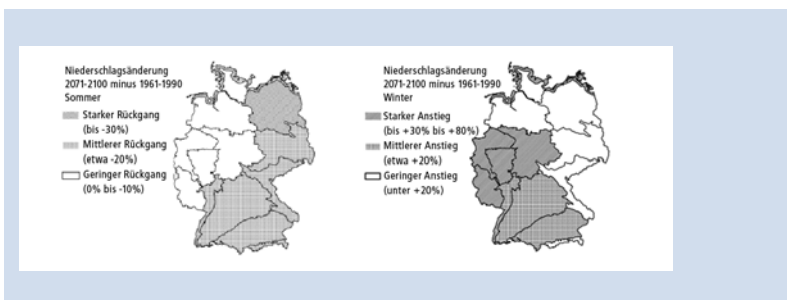 Niederschlagsänderung
2071-2100 minus 1961-1990
Sommer
Starker Rückgang
(bis -30%)
Mittlerer Rückgang
(etwa -20%)
Geringer Rückgang
(0% bis -10%)
Niederschlagsänderung
2071-2100 minus 1961-1990
Winter
Starker Anstieg
(bis +30% bis +80%)
Mittlerer Anstieg
(etwa +20%)
Geringer Anstieg
(unter +20%)